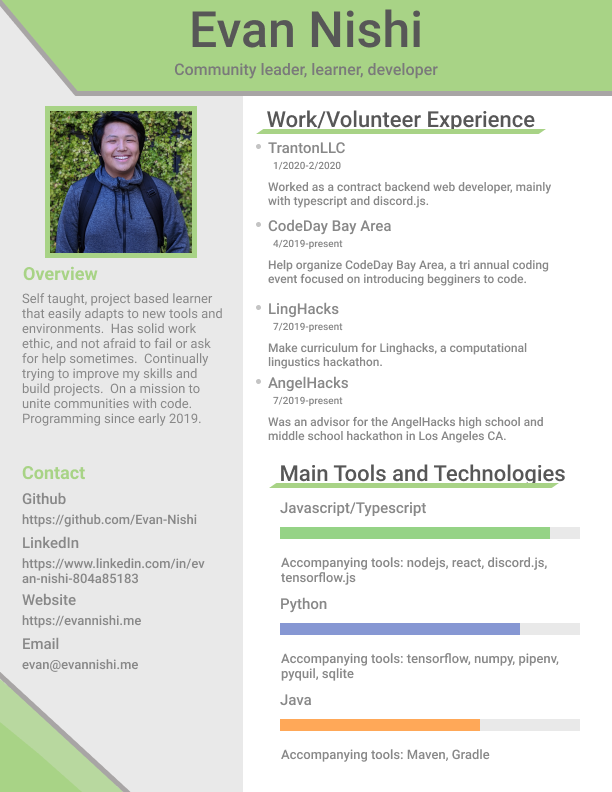 Evan Nishi
Community leader, learner, developer
Overview
Self taught, project based learner
that easily adapts to new tools and
environments.  Has solid work
ethic, and not afraid to fail or ask
for help sometimes.  Continually
trying to improve my skills and
build projects.  On a mission to
unite communities with code.
Programming since early 2019.
Contact
Github
https://github.com/Evan-Nishi
LinkedIn
https://www.linkedin.com/in/ev
an-nishi-804a85183
Website
https://evannishi.me
Email
evan@evannishi.me
Work/Volunteer Experience
TrantonLLC
1/2020-2/2020
Worked as a contract backend web developer, mainly
with typescript and discord.js.
CodeDay Bay Area
4/2019-present
Help organize CodeDay Bay Area, a tri annual coding
event focused on introducing begginers to code.
LingHacks
7/2019-present
Make curriculum for Linghacks, a computational
lingustics hackathon.
AngelHacks
7/2019-present
Was an advisor for the AngelHacks high school and
middle school hackathon in Los Angeles CA.
Main Tools and Technologies
Javascript/Typescript
Accompanying tools: nodejs, react, discord.js,
tensorflow.js
Python
Accompanying tools: tensorflow, numpy, pipenv,
pyquil, sqlite
Java
Accompanying tools: Maven, Gradle